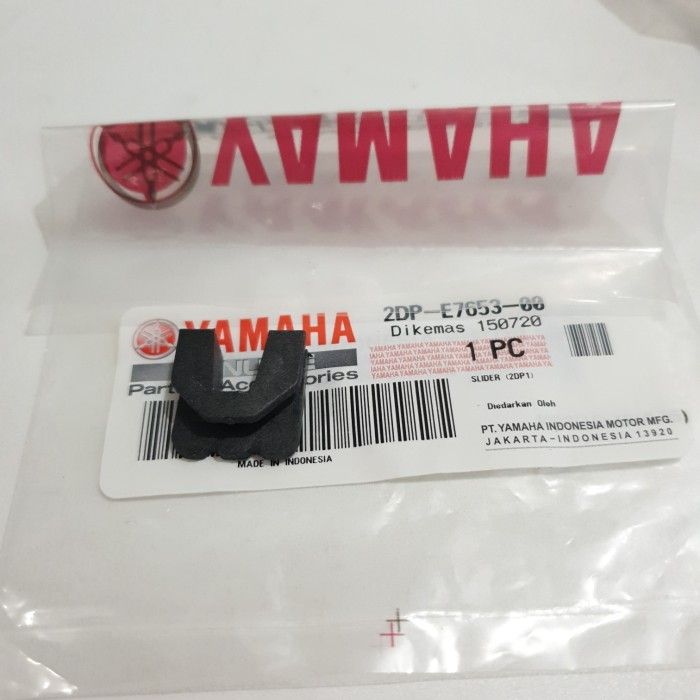 YAMAHA
YAMAHA
2DP-E7653-00
Dikemas 150720
1 PC
SLIDER (2DP1)
Diedarkan Oleh
PT. YAMAHA INDONESIA MOTOR MFG.
JAKARTA-INDONESIA 13920
MADE IN INDONESIA